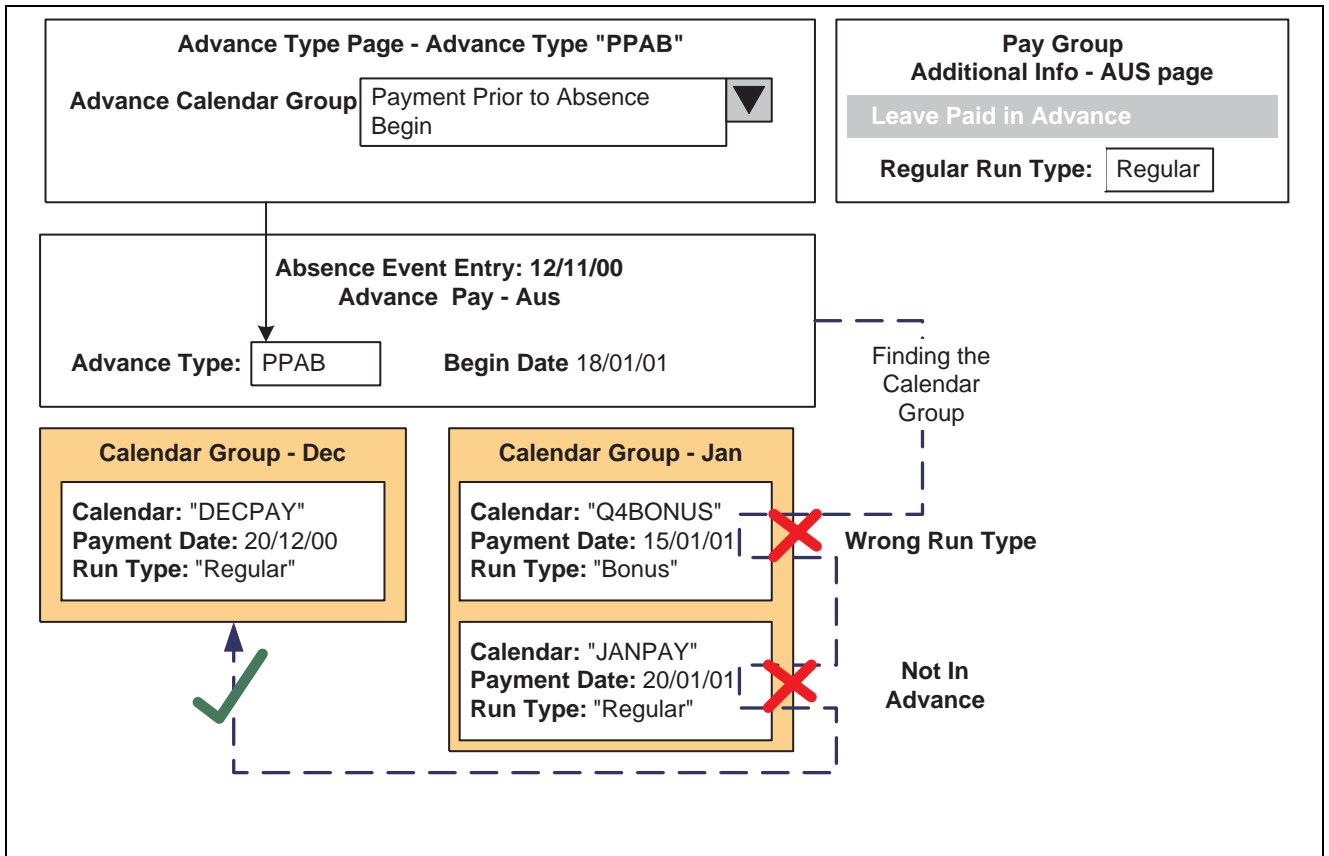 Advance Type Page - Advance Type "PPAB"
Advance Calendar Group
Payment Prior to Absence
Begin
Pay Group
Additional Info - AUS page
Leave Paid in Advance
Regular Run Type: Regular
Absence Event Entry: 12/11/00
Advance Pay - Aus
Advance Type: PPAB Begin Date 18/01/01
Finding the
Calendar
Group
Calendar Group - Dec
Calendar: "DECPAY"
Payment Date: 20/12/00
Run Type: "Regular"
Calendar Group - Jan
Calendar: "Q4BONUS"
Payment Date: 15/01/01
Run Type: "Bonus"
Wrong Run Type
Calendar: "JANPAY"
Payment Date: 20/01/01
Run Type: "Regular"
Not In
Advance